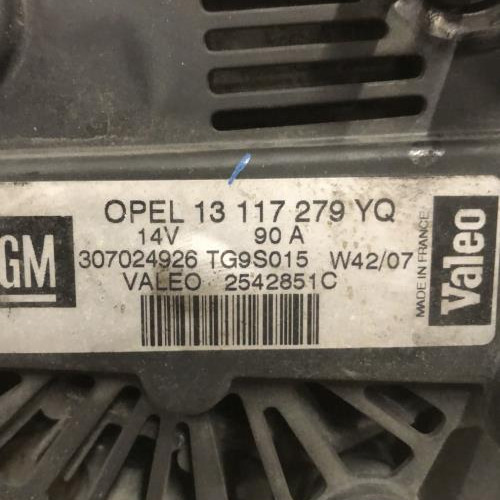 OPEL 13 117 279 YQ
14V 90 A
307024926 TG9S015 W42/07
VALEO 2542851C
GM
MADE IN FRANCE
Valeo